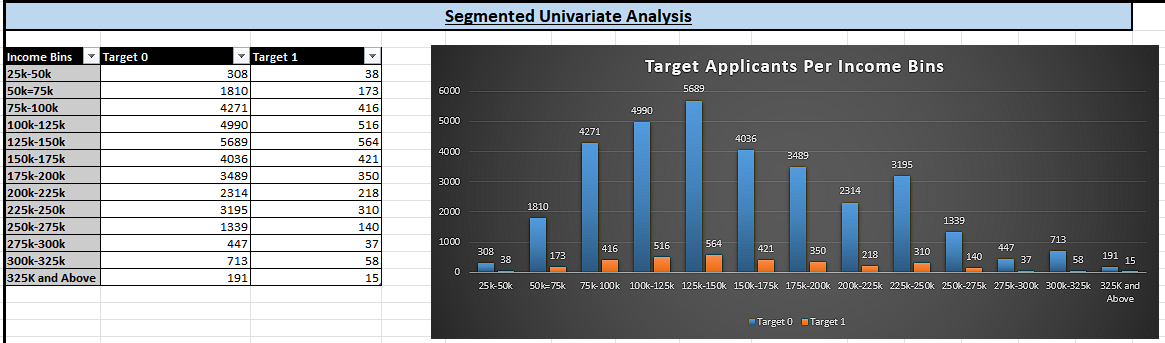 Segmented Univariate Analysis
Income Bins Target 0 Target 1
25k-50k 308 38
50k=75k 1810 173
75k-100k 4271 416
100k-125k 4990 516
125k-150k 5689 564
150k-175k 4036 421
175k-200k 3489 350
200k-225k 2314 218
225k-250k 3195 310
250k-275k 1339 140
275k-300k 447 37
300k-325k 713 58
325K and Above 191 15
Target Applicants Per Income Bins
6000
5000
4000
3000
2000
1000
0
308 38 1810 173 4271 416 4990 516 5689 564 4036 421 3489 350 2314 218 3195 310 1339 140 447 37 713 58 191 15
25k-50k 50k=75k 75k-100k 100k-125k 125k-150k 150k-175k 175k-200k 200k-225k 225k-250k 250k-275k 275k-300k 300k-325k 325K and
Above
Target 0 Target 1